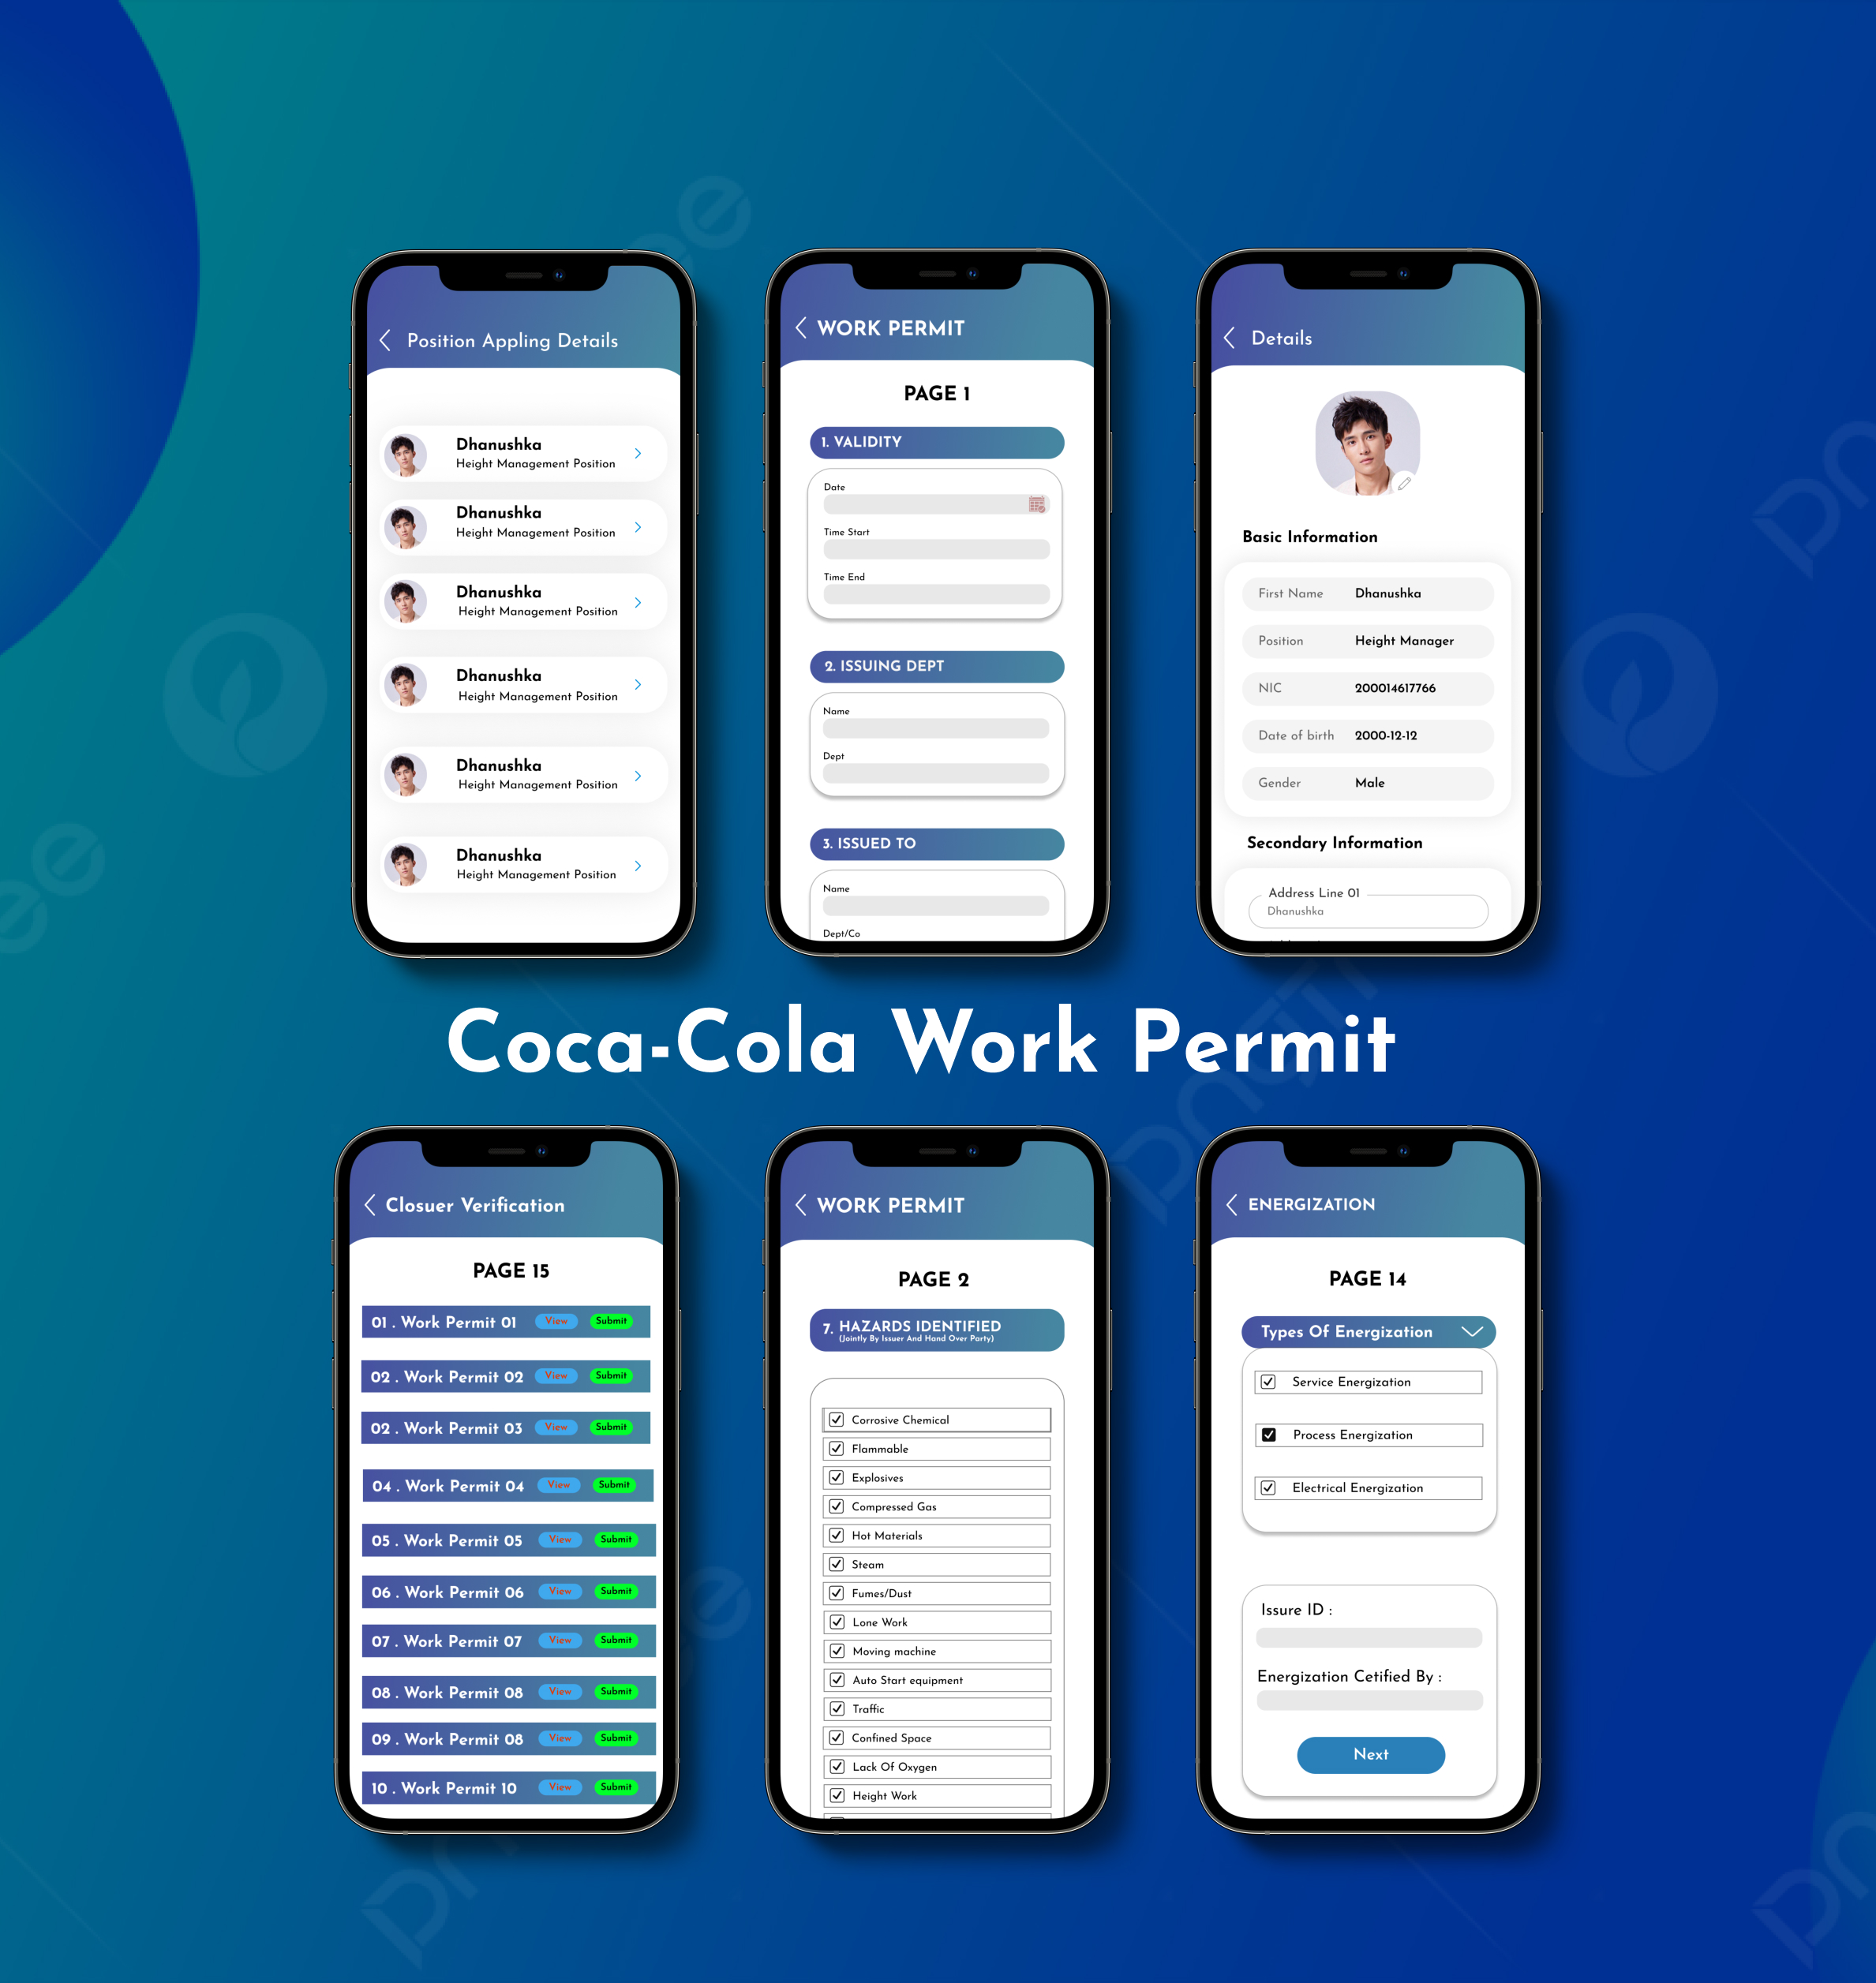 Position Appling Details
Dhanushka
Height Management Position
Dhanushka
Height Management Position
Dhanushka
Height Management Position
Dhanushka
Height Management Position
Dhanushka
Height Management Position
Dhanushka
Height Management Position
WORK PERMIT
PAGE 1
1. VALIDITY
Date
Time Start
Time End
2. ISSUING DEPT
Name
Dept
3. ISSUED TO
Name
Dept/Co
Details
Basic Information
First Name Dhanushka
Position Height Manager
NIC 200014617766
Date of birth 2000-12-12
Gender Male
Secondary Information
Address Line 01
Dhanushka
Coca-Cola Work Permit
Closuer Verification
PAGE 15
01 . Work Permit 01 View Submit
02 . Work Permit 02 View Submit
02 . Work Permit 03 View Submit
04 . Work Permit 04 View Submit
05 . Work Permit 05 View Submit
06 . Work Permit 06 View Submit
07 . Work Permit 07 View Submit
08 . Work Permit 08 View Submit
09 . Work Permit 08 View Submit
10 . Work Permit 10 View Submit
WORK PERMIT
PAGE 2
7. HAZARDS IDENTIFIED
(Jointly By Issuer And Hand Over Party)
Corrosive Chemical
Flammable
Explosives
Compressed Gas
Hot Materials
Steam
Fumes/Dust
Lone Work
Moving machine
Auto Start equipment
Traffic
Confined Space
Lack Of Oxygen
Height Work
ENERGIZATION
PAGE 14
Types Of Energization
Service Energization
Process Energization
Electrical Energization
Issure ID :
Energization Cetified By :
Next